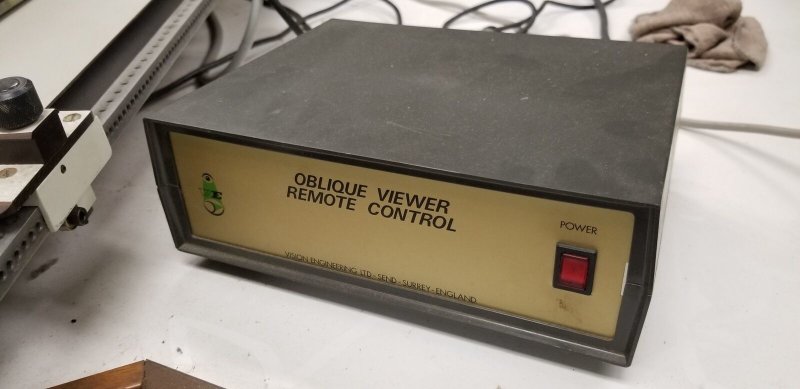 OBLIQUE VIEWER
REMOTE CONTROL
POWER
VISION ENGINEERING LTD - SEND - SURREY - ENGLAND